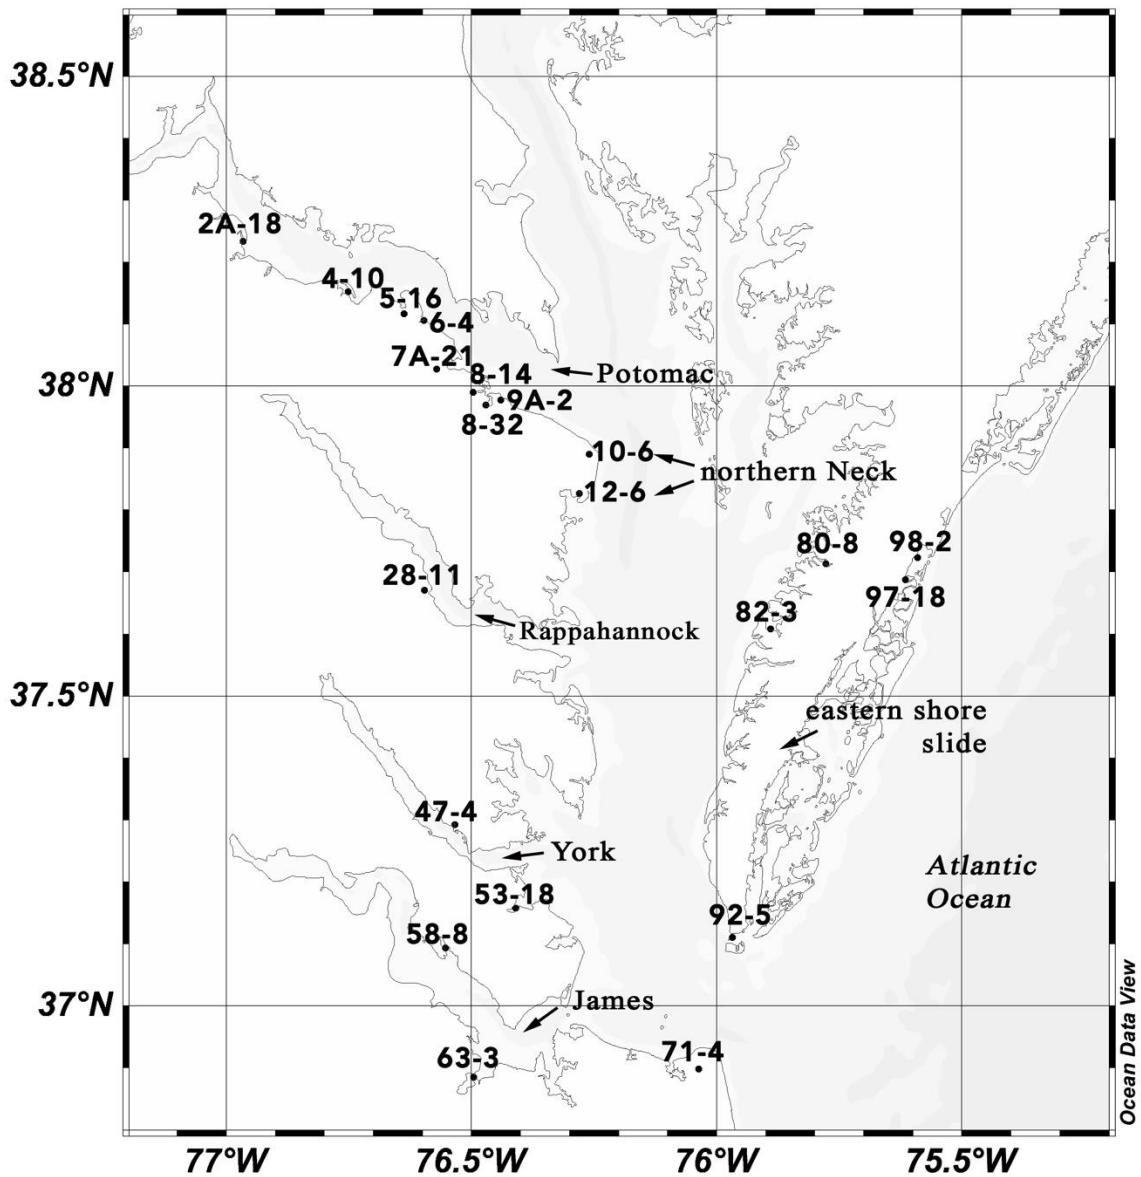 38.5°N
2A-18
4-10
5-16
6-4
7A-21
8-14
Potomac
38°N
9A-2
8-32
10-6
northern Neck
12-6
80-8
98-2
28-11
97-18
82-3
Rappahannock
37.5°N
eastern shore
slide
47-4
York
Atlantic
Ocean
53-18
92-5
58-8
37°N
James
71-4
63-3
Ocean Data View
77°W
76.5°W
76°W
75.5°W